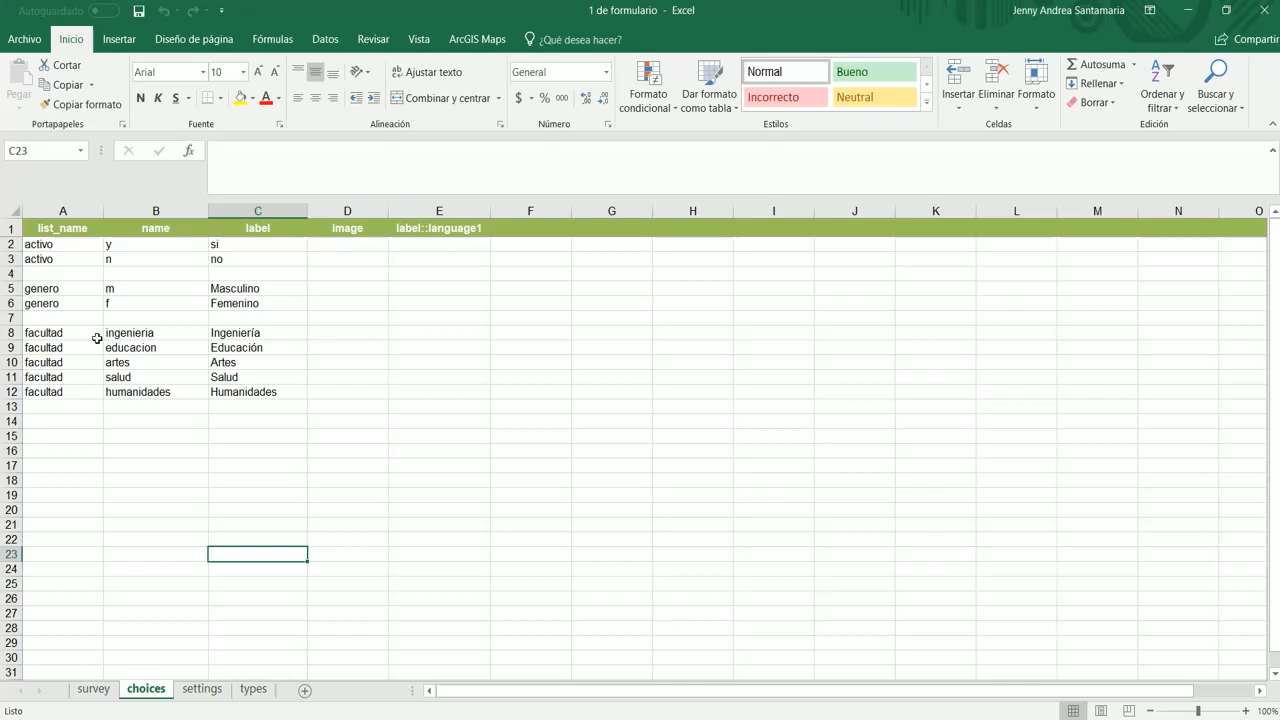 Autoguardado
1 de formulario - Excel
Jenny Andrea Santamaria
Archivo Inicio Insertar Diseño de página Fórmulas Datos Revisar Vista ArcGIS Maps ¿Qué desea hacer? Compartir
Pegar
Cortar
Copiar
Copiar formato
Portapapeles
Arial 10
N K S
Fuente
Ajustar texto
Combinar y centrar
Alineación
General
$ % 000
Número
Formato condicional
Dar formato como tabla
Normal Bueno
Incorrecto Neutral
Estilos
Insertar Eliminar Formato
Celdas
Autosuma
Rellenar
Borrar
Ordenar y filtrar
Buscar y seleccionar
Edición
C23 fx
A B C D E F G H I J K L M N O
1 list_name name label image label::language1
2 activo y si
3 activo n no
4
5 genero m Masculino
6 genero f Femenino
7
8 facultad ingenieria Ingeniería
9 facultad educacion Educación
10 facultad artes Artes
11 facultad salud Salud
12 facultad humanidades Humanidades
13
14
15
16
17
18
19
20
21
22
23
24
25
26
27
28
29
30
31
survey choices settings types
Listo
100%